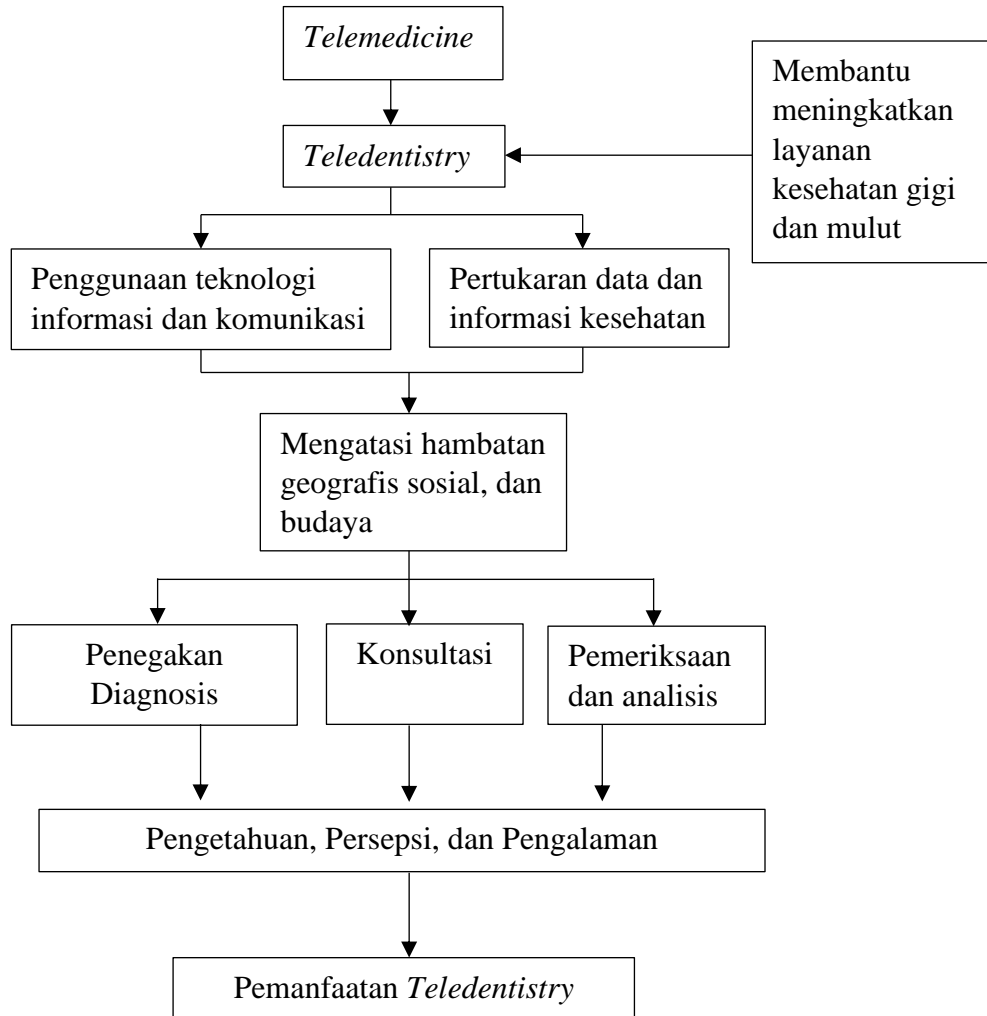 Telemedicine
Membantu
meningkatkan
layanan
kesehatan gigi
dan mulut
Teledentistry
Penggunaan teknologi
informasi dan komunikasi
Pertukaran data dan
informasi kesehatan
Mengatasi hambatan
geografis sosial, dan
budaya
Penegakan
Diagnosis
Konsultasi
Pemeriksaan
dan analisis
Pengetahuan, Persepsi, dan Pengalaman
Pemanfaatan Teledentistry